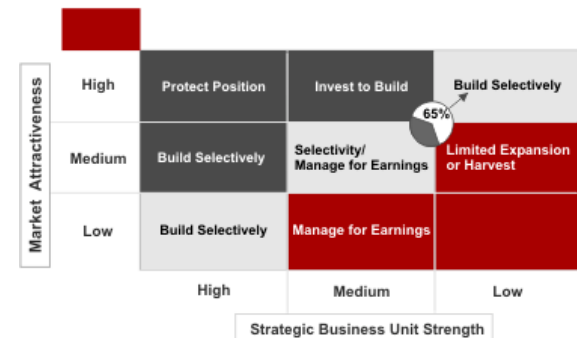 Market Attractiveness
High
Protect Position
Invest to Build
Build Selectively
65%
Medium
Build Selectively
Selectivity/
Manage for Earnings
Limited Expansion
or Harvest
Low
Build Selectively
Manage for Earnings
High
Medium
Low
Strategic Business Unit Strength